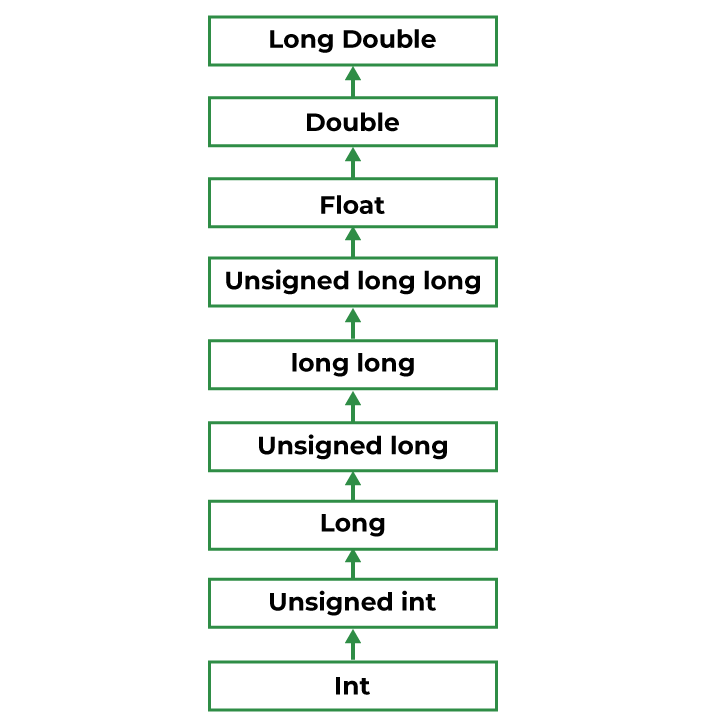 Long Double
Double
Float
Unsigned long long
long long
Unsigned long
Long
Unsigned int
Int